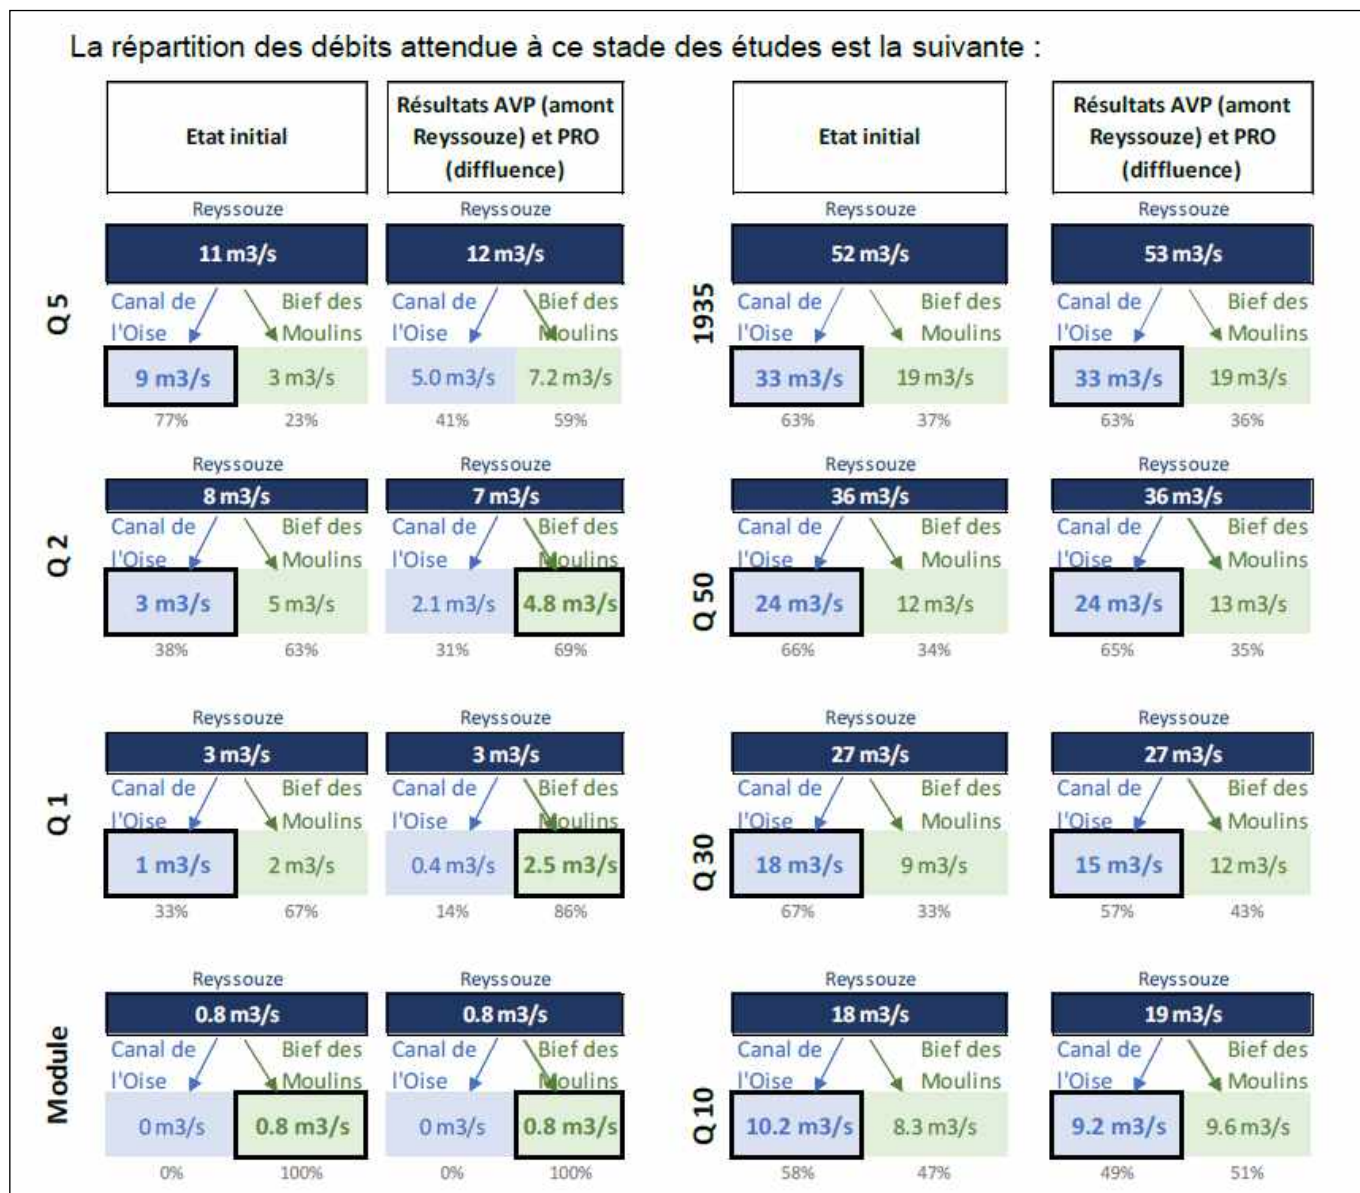 La répartition des débits attendue à ce stade des études est la suivante :
Etat initial
Résultats AVP (amont
Reyssouze) et PRO
(diffluence)
Etat initial
Résultats AVP (amont
Reyssouze) et PRO
(diffluence)
Q 5
Reyssouze
11 m3/s
Canal de
l'Oise
Bief des
Moulins
9 m3/s
3 m3/s
77%
23%
Reyssouze
12 m3/s
Canal de
l'Oise
Bief des
Moulins
5.0 m3/s
7.2 m3/s
41%
59%
1935
Reyssouze
52 m3/s
Canal de
l'Oise
Bief des
Moulins
33 m3/s
19 m3/s
63%
37%
Reyssouze
53 m3/s
Canal de
l'Oise
Bief des
Moulins
33 m3/s
19 m3/s
63%
36%
Q 2
Reyssouze
8 m3/s
Canal de
l'Oise
Bief des
Moulins
3 m3/s
5 m3/s
38%
63%
Reyssouze
7 m3/s
Canal de
l'Oise
Bief des
Moulins
2.1 m3/s
4.8 m3/s
31%
69%
Q 50
Reyssouze
36 m3/s
Canal de
l'Oise
Bief des
Moulins
24 m3/s
12 m3/s
66%
34%
Reyssouze
36 m3/s
Canal de
l'Oise
Bief des
Moulins
24 m3/s
13 m3/s
65%
35%
Q 1
Reyssouze
3 m3/s
Canal de
l'Oise
Bief des
Moulins
1 m3/s
2 m3/s
33%
67%
Reyssouze
3 m3/s
Canal de
l'Oise
Bief des
Moulins
0.4 m3/s
2.5 m3/s
14%
86%
Q 30
Reyssouze
27 m3/s
Canal de
l'Oise
Bief des
Moulins
18 m3/s
9 m3/s
67%
33%
Reyssouze
27 m3/s
Canal de
l'Oise
Bief des
Moulins
15 m3/s
12 m3/s
57%
43%
Module
Reyssouze
0.8 m3/s
Canal de
l'Oise
Bief des
Moulins
0 m3/s
0.8 m3/s
0%
100%
Reyssouze
0.8 m3/s
Canal de
l'Oise
Bief des
Moulins
0 m3/s
0.8 m3/s
0%
100%
Q 10
Reyssouze
18 m3/s
Canal de
l'Oise
Bief des
Moulins
10.2 m3/s
8.3 m3/s
58%
47%
Reyssouze
19 m3/s
Canal de
l'Oise
Bief des
Moulins
9.2 m3/s
9.6 m3/s
49%
51%